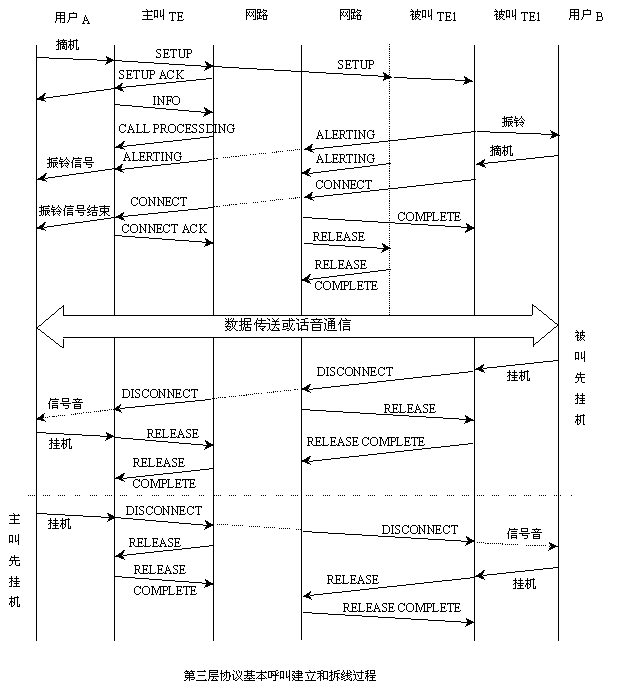 用户 A
主叫 TE
网路
网路
被叫 TE1
被叫 TE1
用户 B
摘机
SETUP
SETUP
SETUP ACK
INFO
CALL PROCESSDING
ALERTING
振铃
振铃信号
ALERTING
ALERTING
摘机
CONNECT
振铃信号结束
CONNECT
COMPLETE
CONNECT ACK
RELEASE
RELEASE
COMPLETE
数据传送或话音通信
被叫先挂机
DISCONNECT
挂机
信号音
DISCONNECT
RELEASE
挂机
RELEASE
RELEASE COMPLETE
RELEASE
COMPLETE
主叫先挂机
挂机
DISCONNECT
DISCONNECT
信号音
RELEASE
RELEASE
COMPLETE
RELEASE
挂机
RELEASE COMPLETE
第三层协议基本呼叫建立和拆线过程